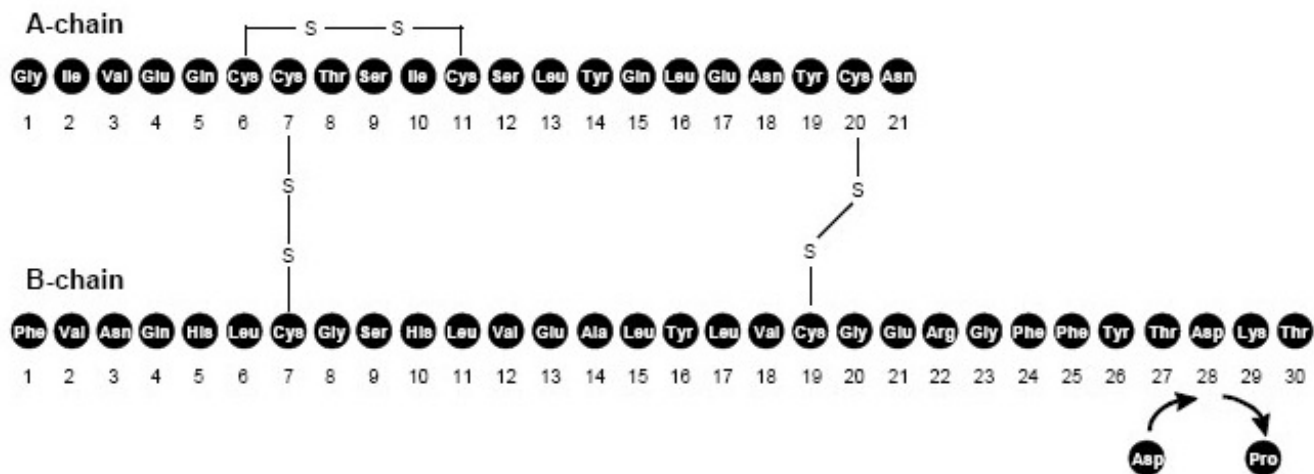 A-chain
S S
Gly Ile Val Glu Gln Cys Cys Thr Ser Ile Cys Ser Leu Tyr Gln Leu Glu Asn Tyr Cys Asn
1 2 3 4 5 6 7 8 9 10 11 12 13 14 15 16 17 18 19 20 21
S S
S S
B-chain
Phe Val Asn Gln His Leu Cys Gly Ser His Leu Val Glu Ala Leu Tyr Leu Val Cys Gly Glu Arg Gly Phe Phe Tyr Thr Asp Lys Thr
1 2 3 4 5 6 7 8 9 10 11 12 13 14 15 16 17 18 19 20 21 22 23 24 25 26 27 28 29 30
Asp Pro